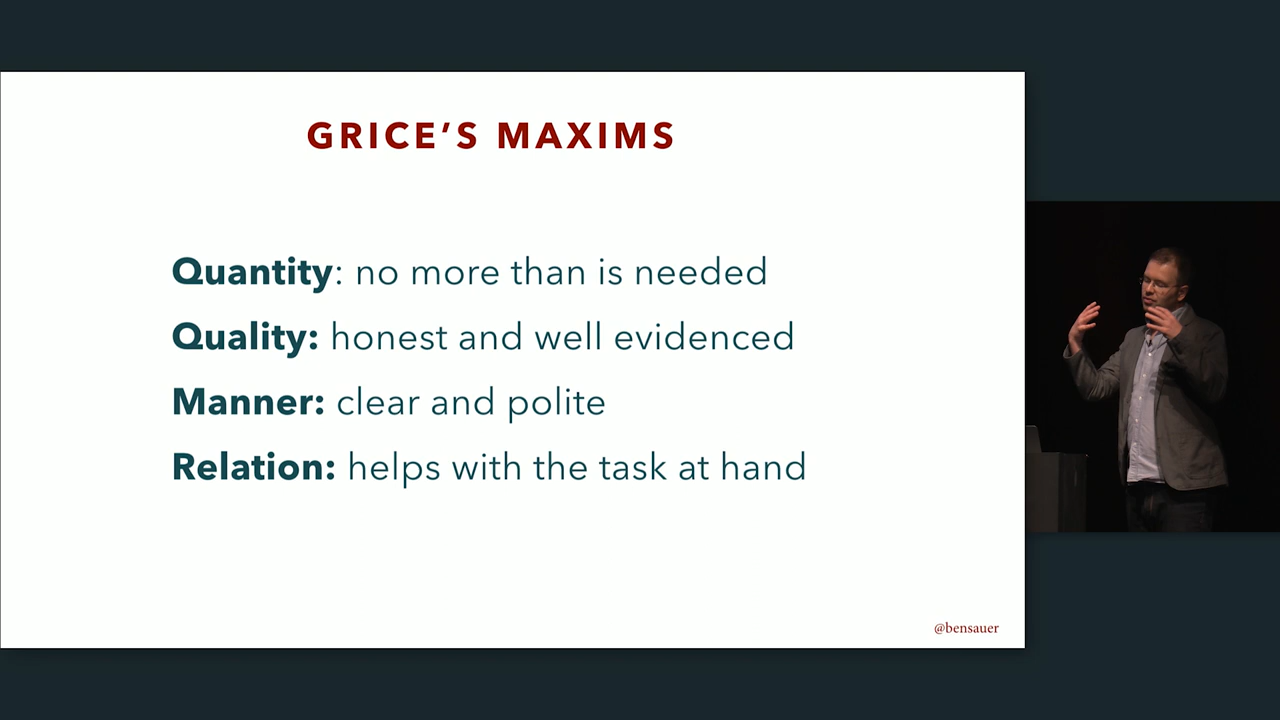 GRICE’S MAXIMS
Quantity: no more than is needed
Quality: honest and well evidenced
Manner: clear and polite
Relation: helps with the task at hand
@bensauer